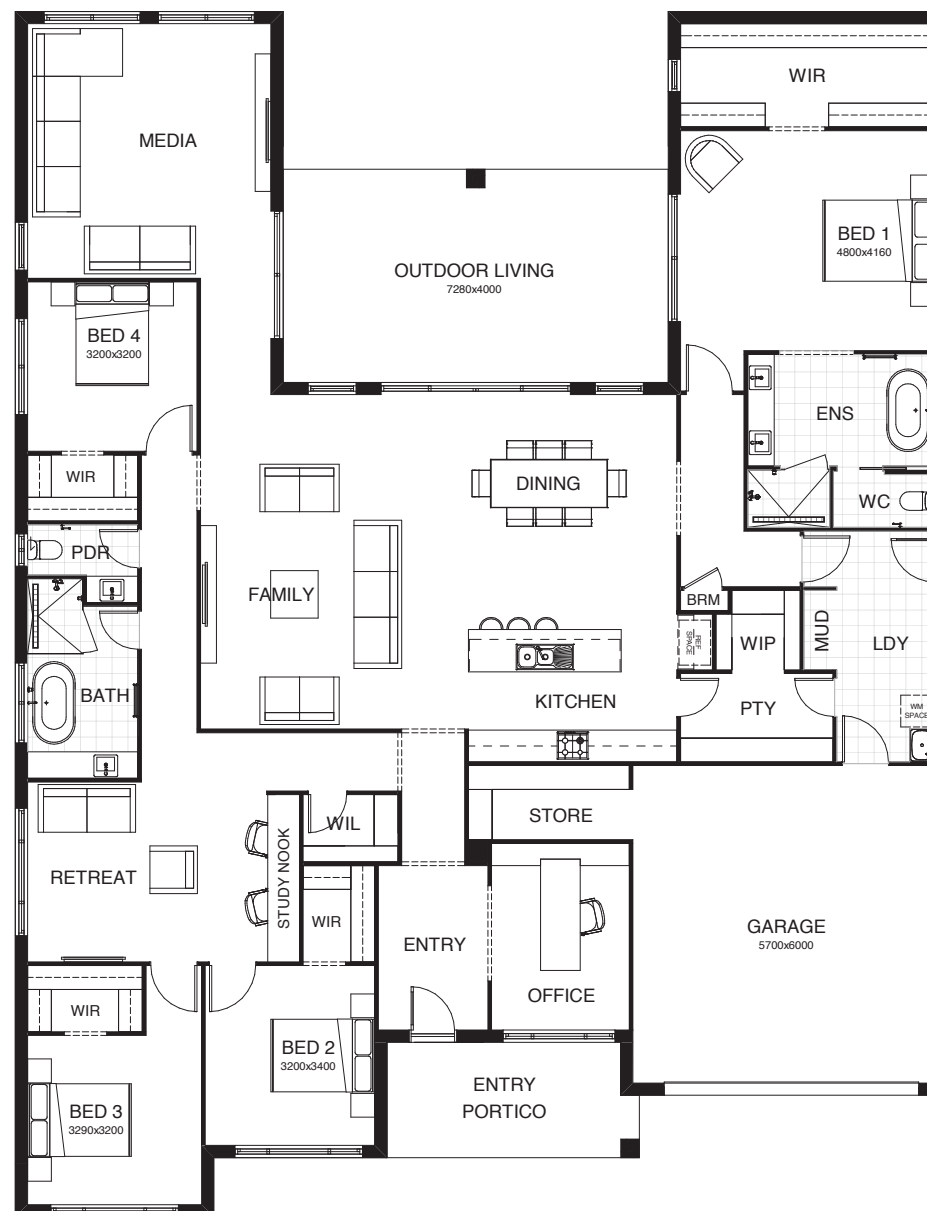 WIR
MEDIA
BED 1
4800x4160
OUTDOOR LIVING
7280x4000
BED 4
3200x3200
ENS
WIR
DINING
WC
PDR
FAMILY
BRM
REF
SPACE
WIP
MUD
LDY
BATH
KITCHEN
PTY
WM
SPACE
STORE
WIL
RETREAT
STUDY NOOK
WIR
ENTRY
OFFICE
GARAGE
5700x6000
WIR
BED 2
3200x3400
ENTRY
PORTICO
BED 3
3290x3200